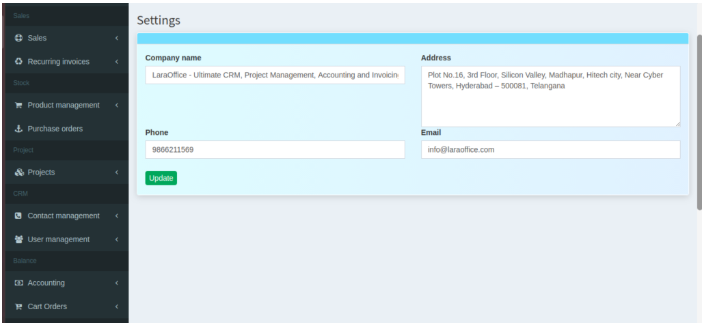 Sales
Settings
Sales
Recurring invoices
Stock
Product management
Purchase orders
Project
Projects
CRM
Contact management
User management
Balance
Accounting
Cart Orders
Company name
LaraOffice - Ultimate CRM, Project Management, Accounting and Invoicin
Address
Plot No.16, 3rd Floor, Silicon Valley, Madhapur, Hitech city, Near Cyber
Towers, Hyderabad – 500081, Telangana
Phone
9866211569
Email
info@laraoffice.com
Update